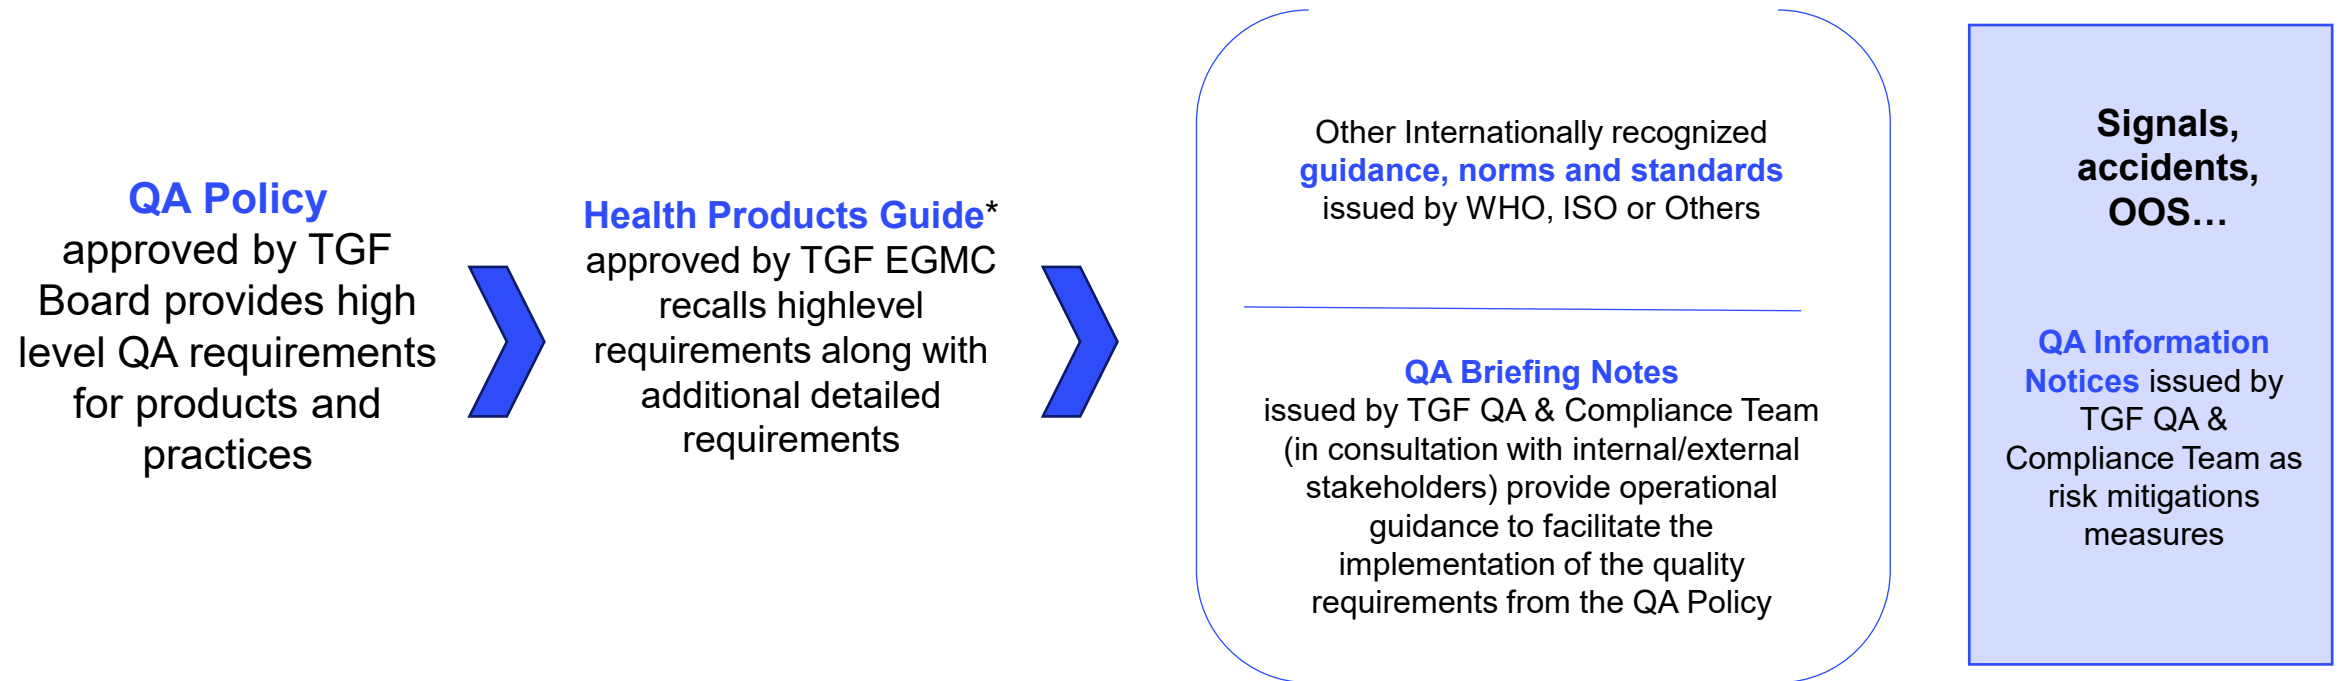 QA Policy
approved by TGF
Board provides high
level QA requirements
for products and
practices
Health Products Guide*
approved by TGF EGMC
recalls highlevel
requirements along with
additional detailed
requirements
Other Internationally recognized
guidance, norms and standards
issued by WHO, ISO or Others
QA Briefing Notes
issued by TGF QA & Compliance Team
(in consultation with internal/external
stakeholders) provide operational
guidance to facilitate the
implementation of the quality
requirements from the QA Policy
Signals,
accidents,
OOS…
QA Information
Notices issued by
TGF QA &
Compliance Team as
risk mitigations
measures